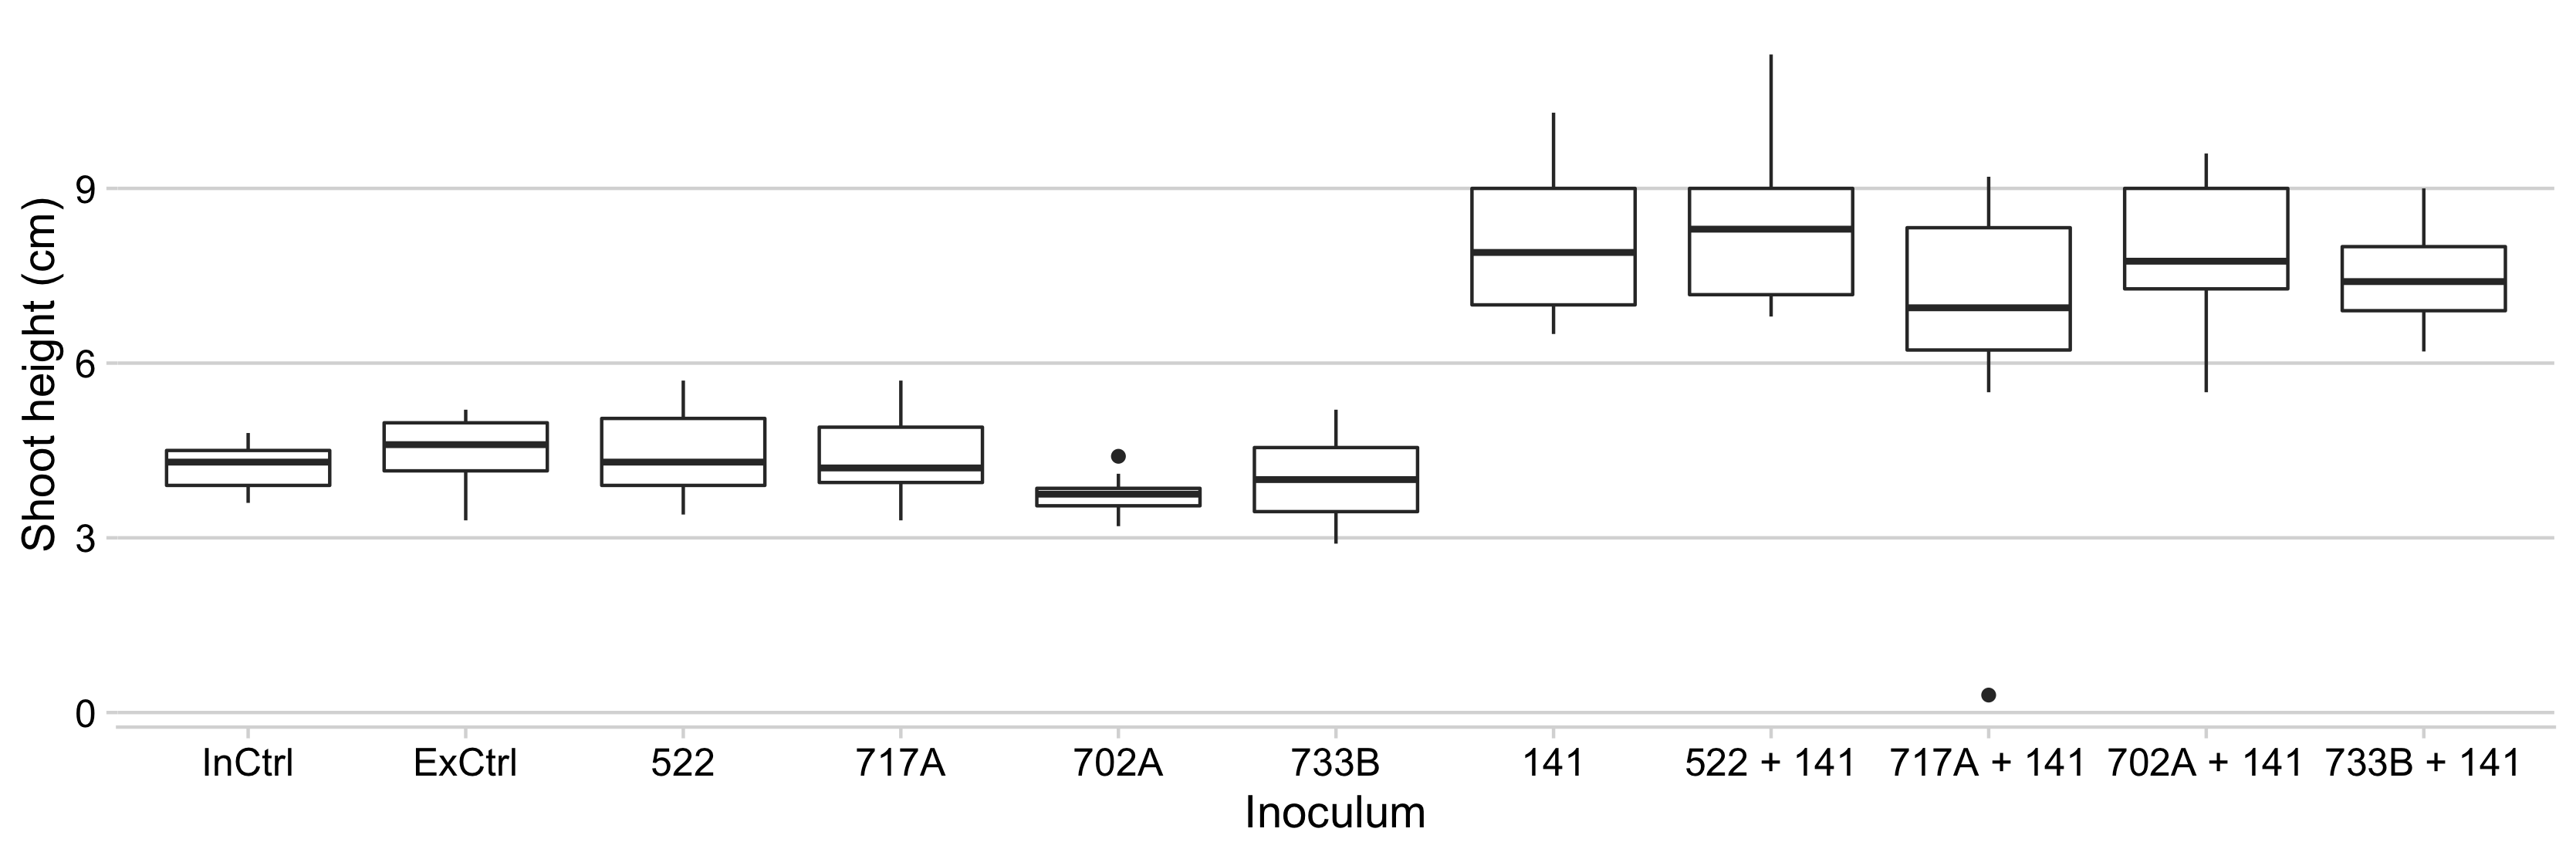 Shoot height (cm)
9
6
3
0
InCtrl ExCtrl 522 717A 702A 733B 141 522 + 141 717A + 141 702A + 141 733B + 141
Inoculum